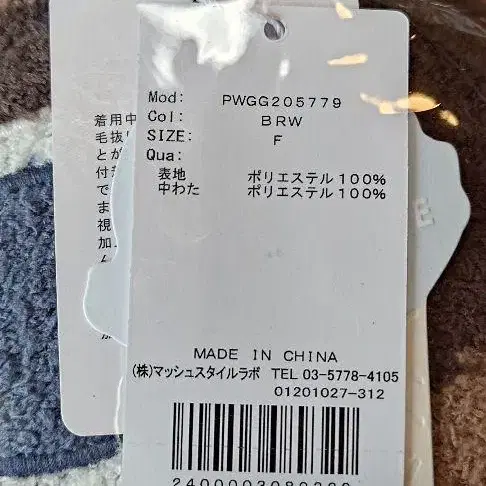 Mod: PWGG205779
Col: BRW
SIZE: F
Qua:
表地 ポリエステル100%
中わた ポリエステル100%
MADE IN CHINA
(株)マッシュスタイルラボ TEL 03-5778-4105
01201027-312
着用中
毛抜
とが
付
で
ま
視
加
E